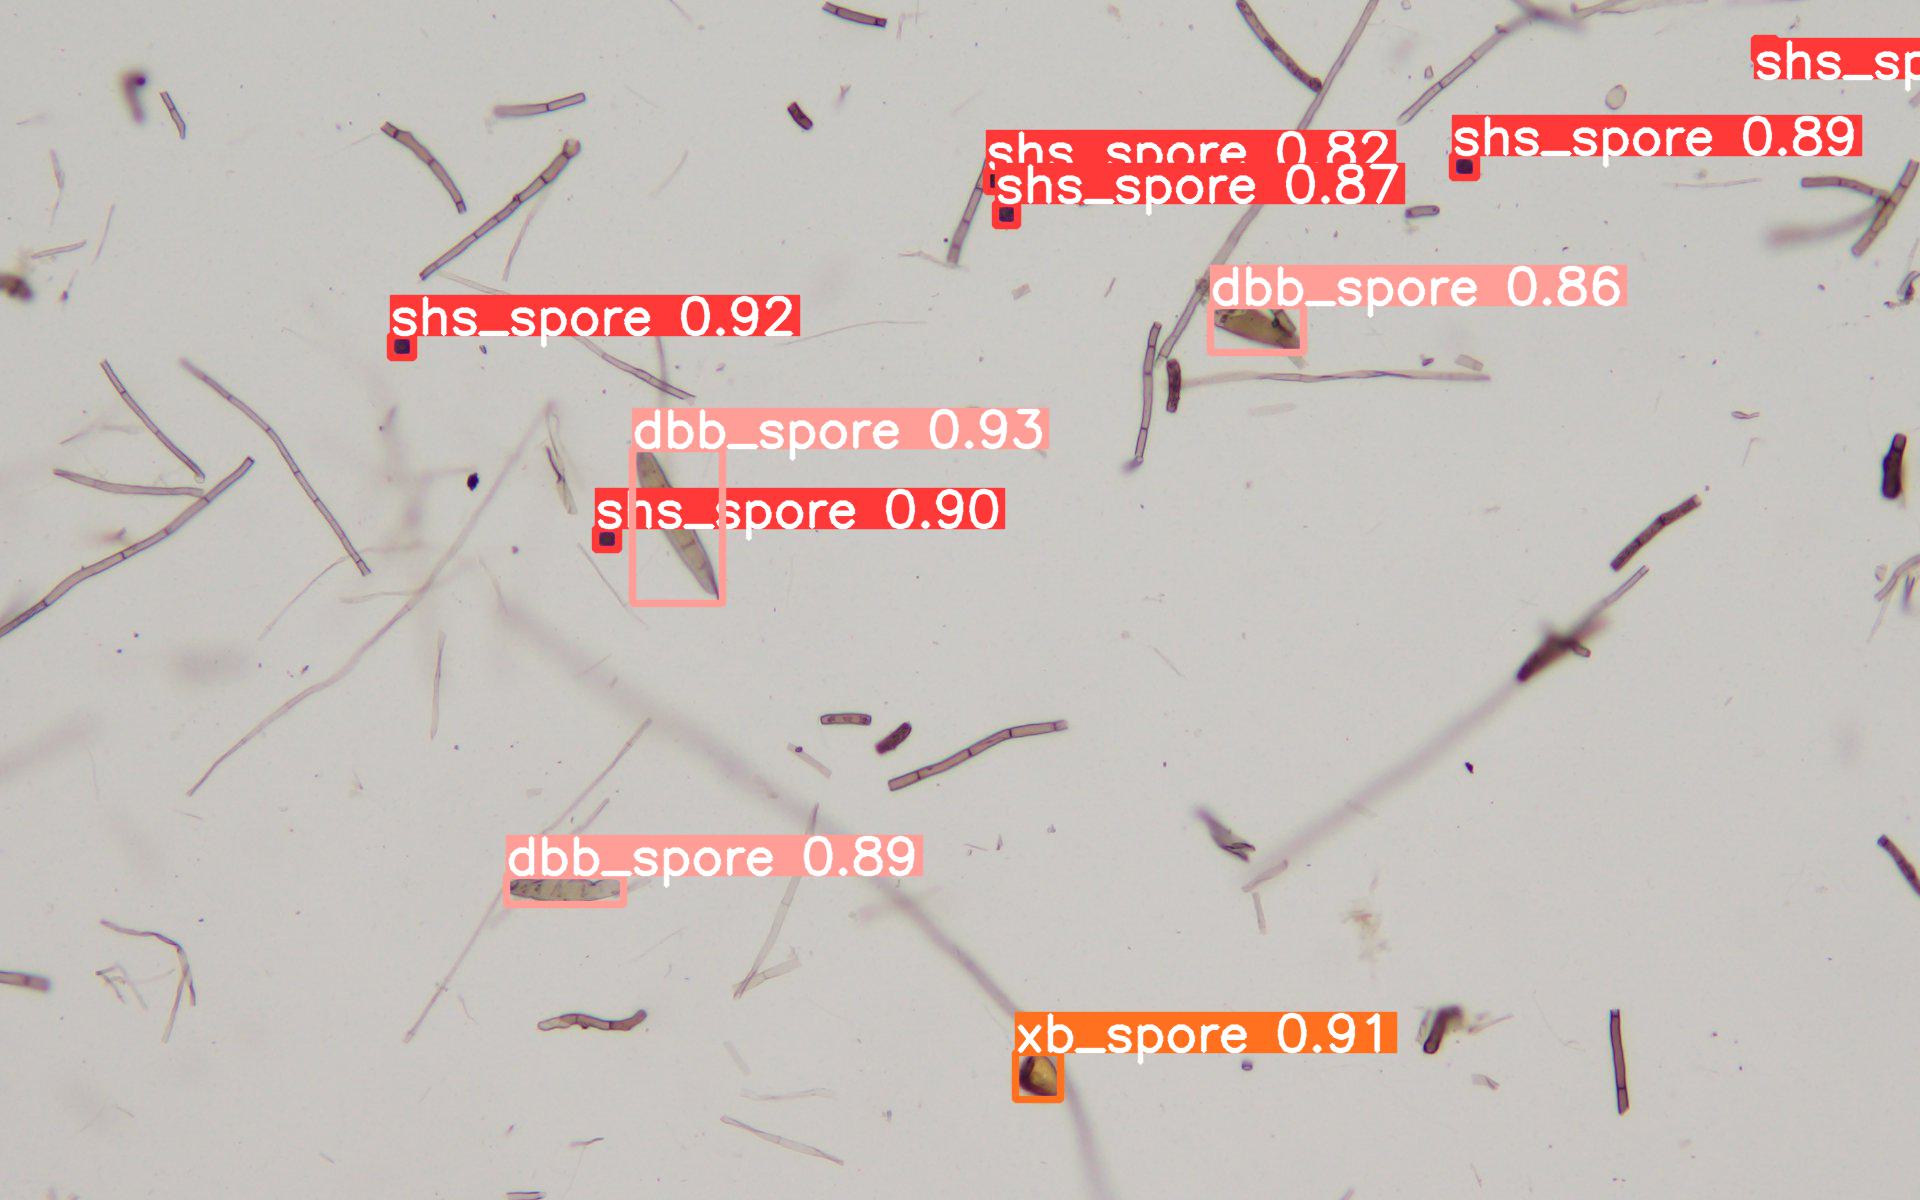 shs_sp
shs_spore 0.89
shs_spore 0.82
shs_spore 0.87
dbb_spore 0.86
shs_spore 0.92
dbb_spore 0.93
shs_spore 0.90
dbb_spore 0.89
xb_spore 0.91